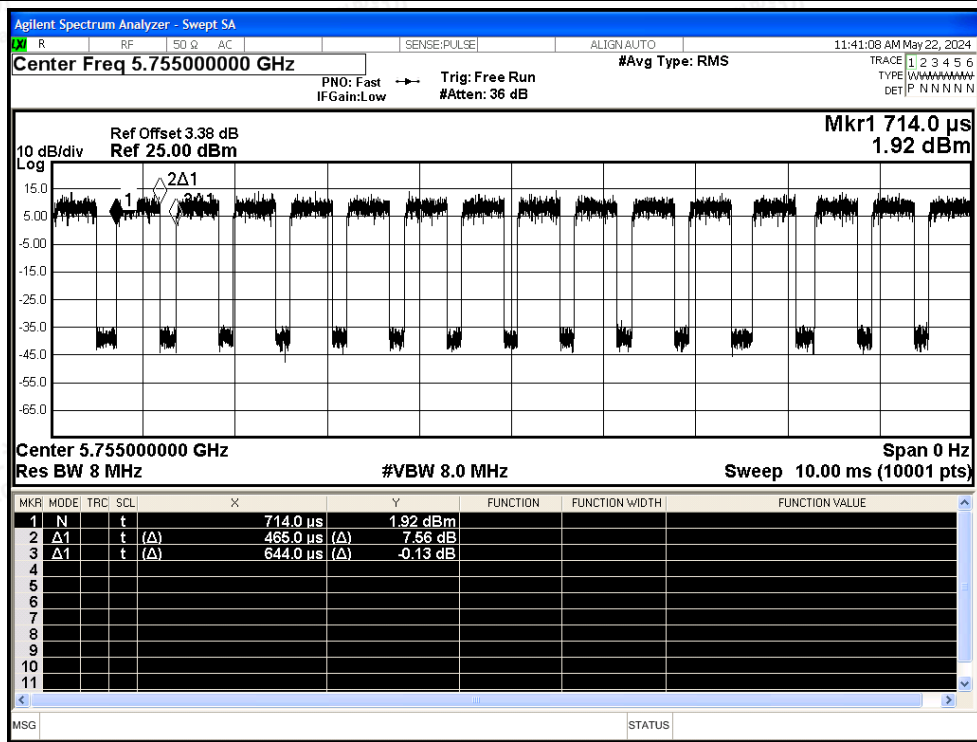 Agilent Spectrum Analyzer - Swept SA
LXI R RF 50 Ω AC SENSE:PULSE ALIGN AUTO 11:41:08 AM May 22, 2024
Center Freq 5.755000000 GHz #Avg Type: RMS TRACE 1 2 3 4 5 6
PNO: Fast Trig: Free Run TYPE WWWWWW
IFGain:Low #Atten: 36 dB DET P N N N N N
Mkr1 714.0 µs
Ref Offset 3.38 dB
10 dB/div Ref 25.00 dBm 1.92 dBm
Log
2Δ1
15.0
1
3Δ1
5.00
-5.00
-15.0
-25.0
-35.0
-45.0
-55.0
-65.0
Center 5.755000000 GHz Span 0 Hz
Res BW 8 MHz #VBW 8.0 MHz Sweep 10.00 ms (10001 pts)
MKR MODE TRC SCL X Y FUNCTION FUNCTION WIDTH FUNCTION VALUE
1 N t 714.0 µs 1.92 dBm
2 Δ1 t (Δ) 465.0 µs (Δ) 7.56 dB
3 Δ1 t (Δ) 644.0 µs (Δ) -0.13 dB
4
5
6
7
8
9
10
11
MSG STATUS